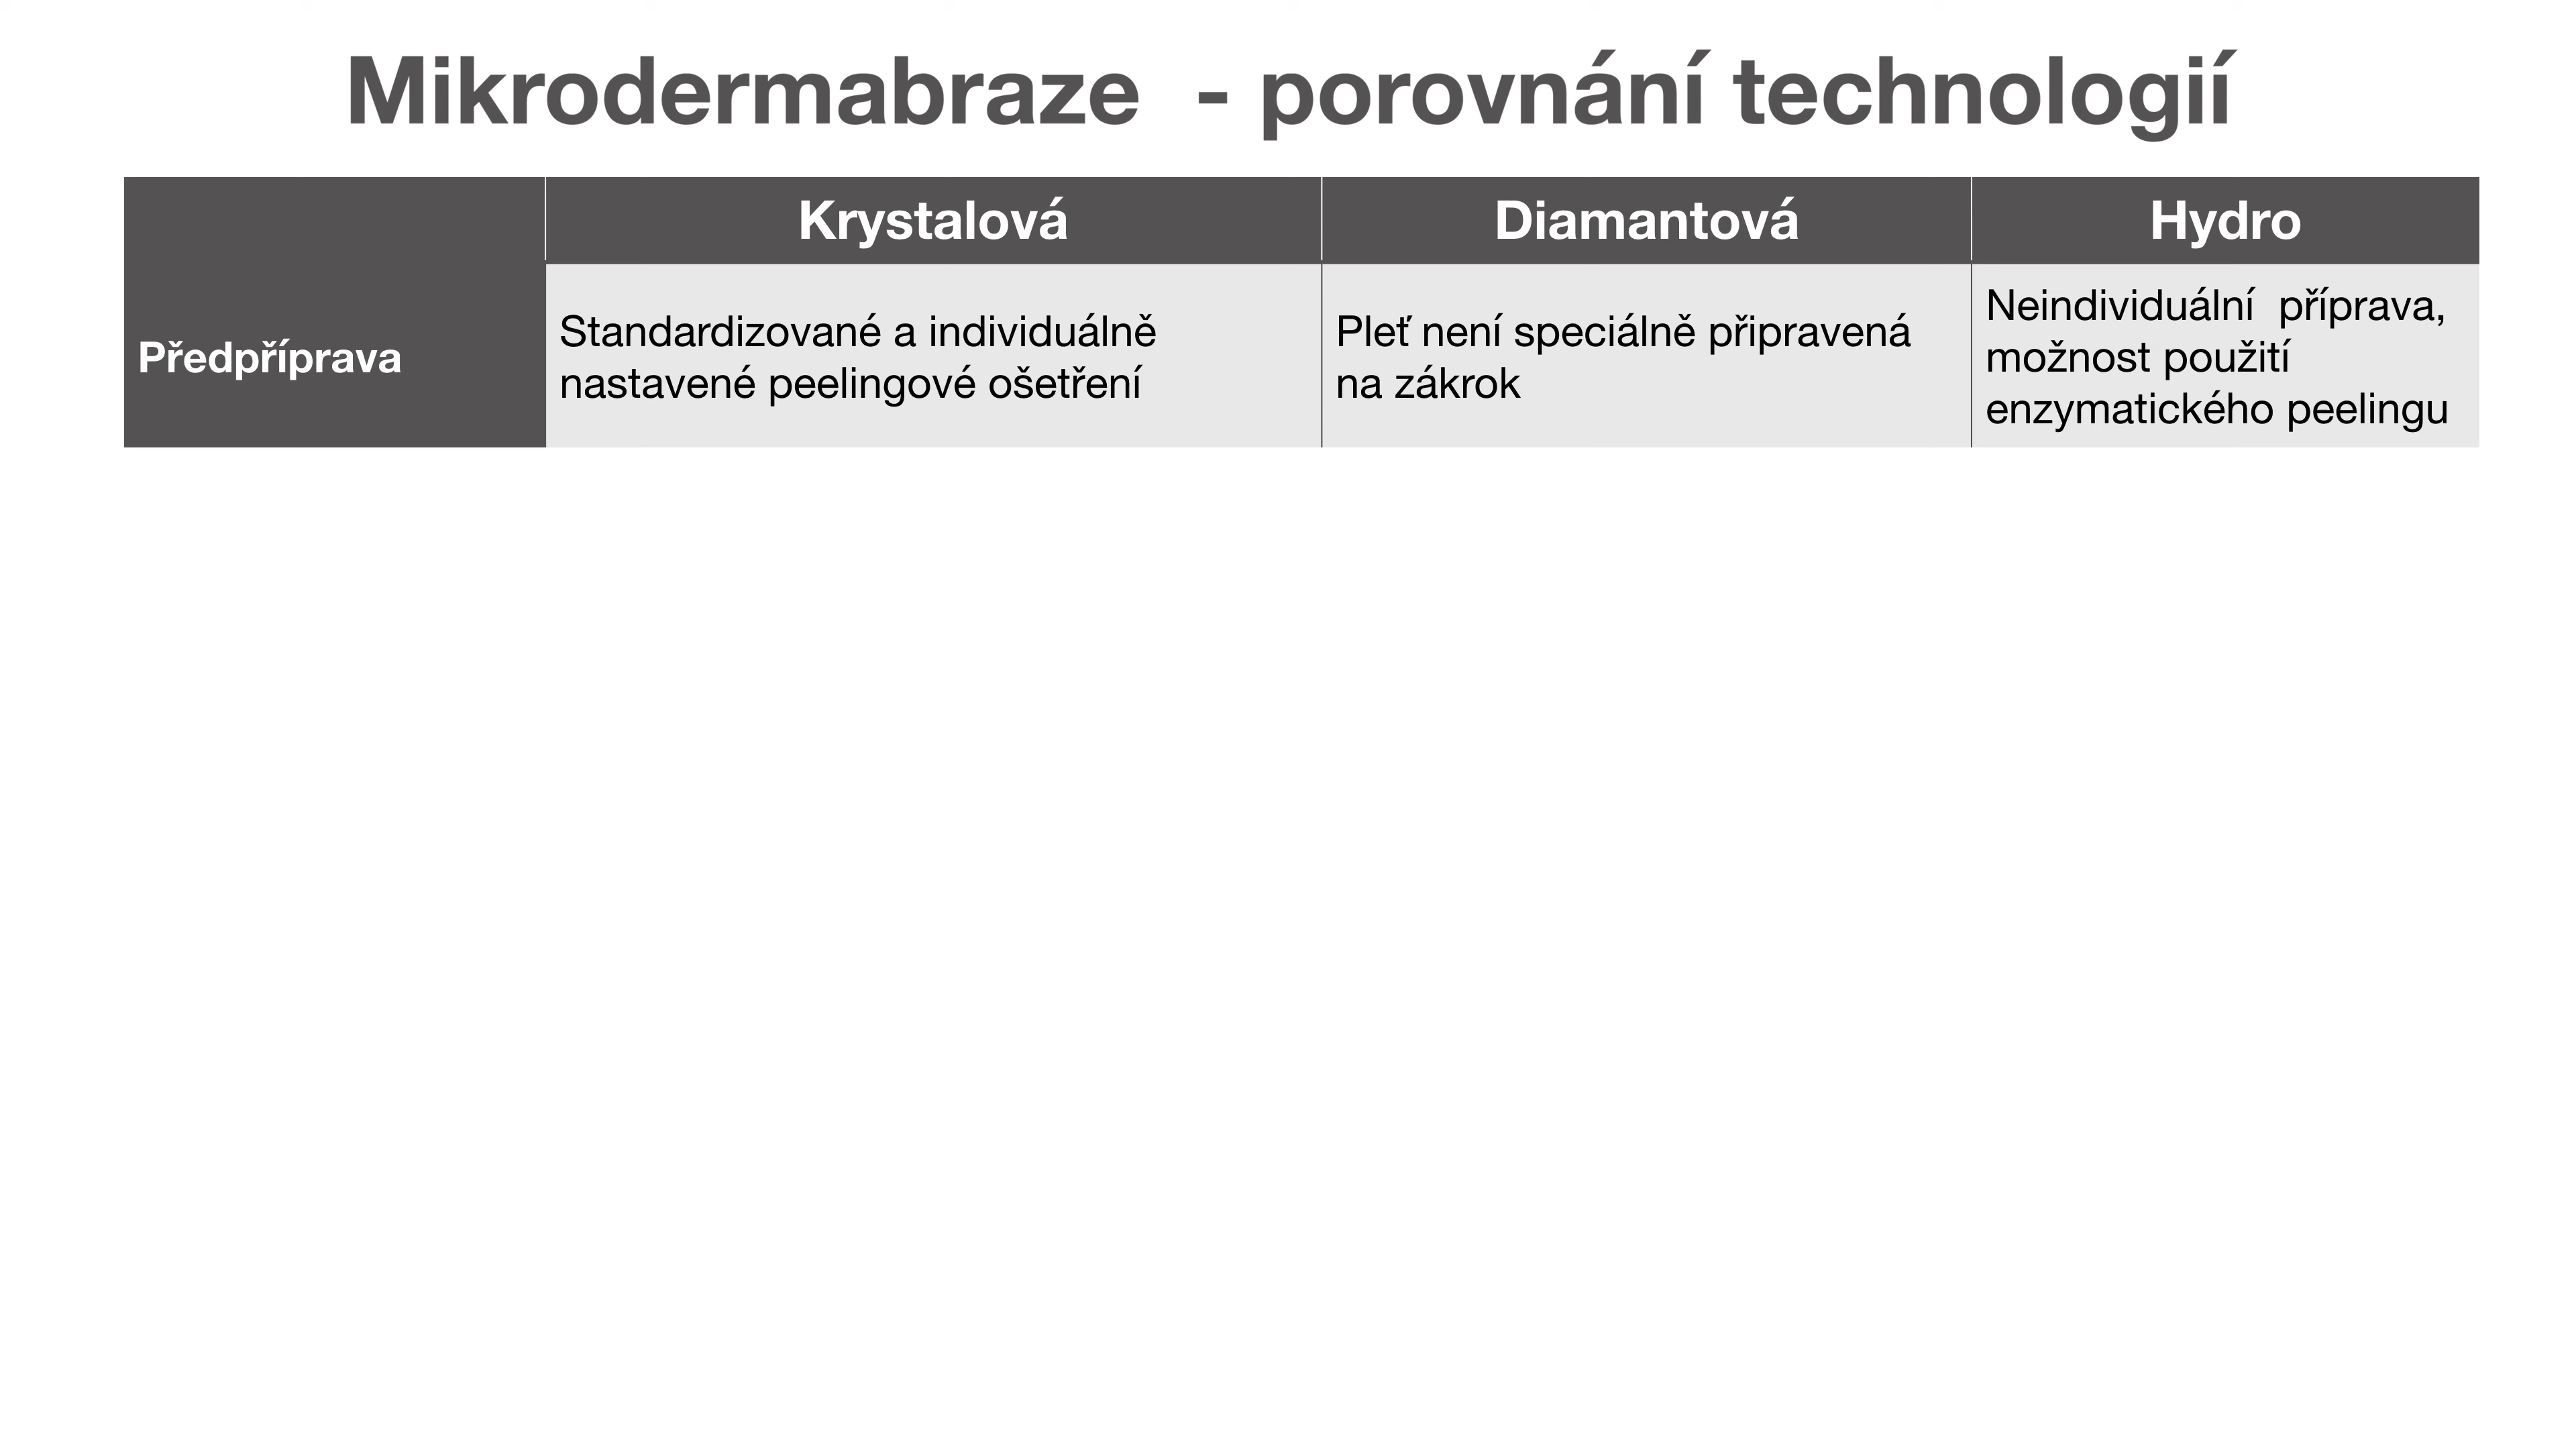 Mikrodermabraze  - porovnání technologií
Krystalová
Diamantová
Hydro
Předpříprava
Standardizované a individuálně
nastavené peelingové ošetření
Pleť není speciálně připravená
na zákrok
Neindividuální  příprava,
možnost použití
enzymatického peelingu